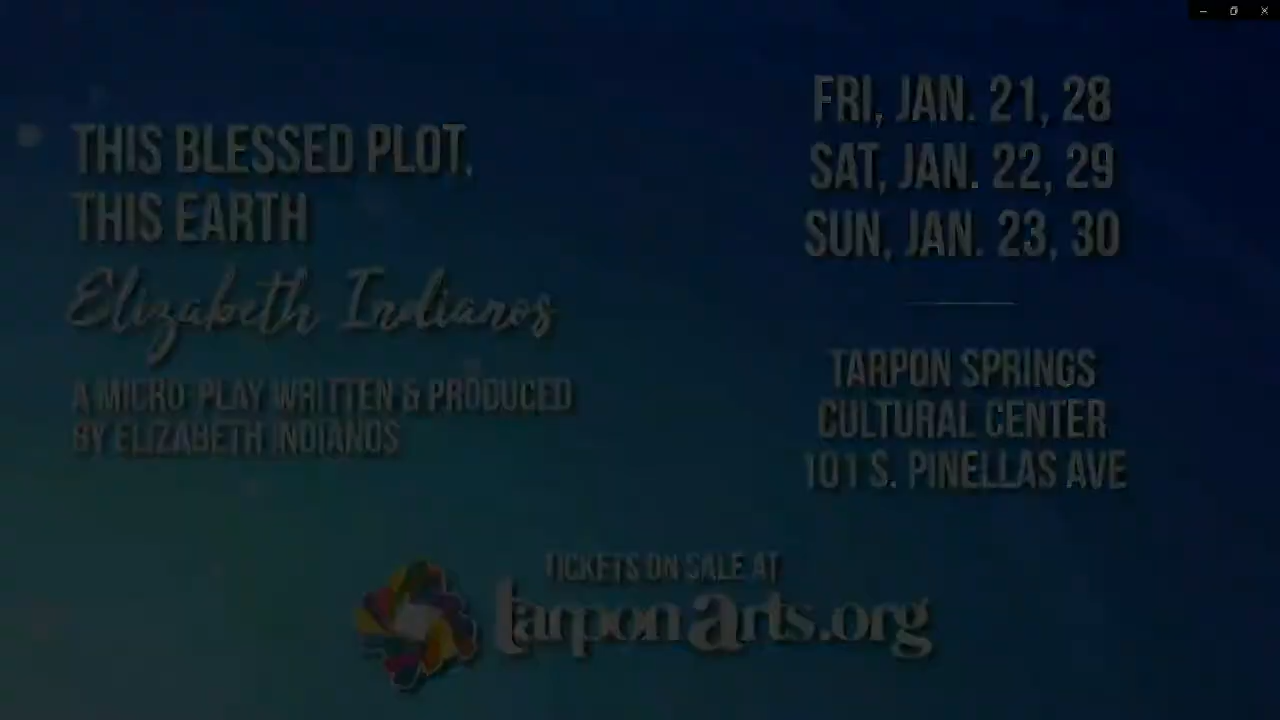 THIS BLESSED PLOT,
THIS EARTH
Elizabeth Indianos
A MICRO-PLAY WRITTEN & PRODUCED
BY ELIZABETH INDIANOS
FRI, JAN. 21, 28
SAT, JAN. 22, 29
SUN, JAN. 23, 30
TARPON SPRINGS
CULTURAL CENTER
101 S. PINELLAS AVE
TICKETS ON SALE AT
tarponarts.org